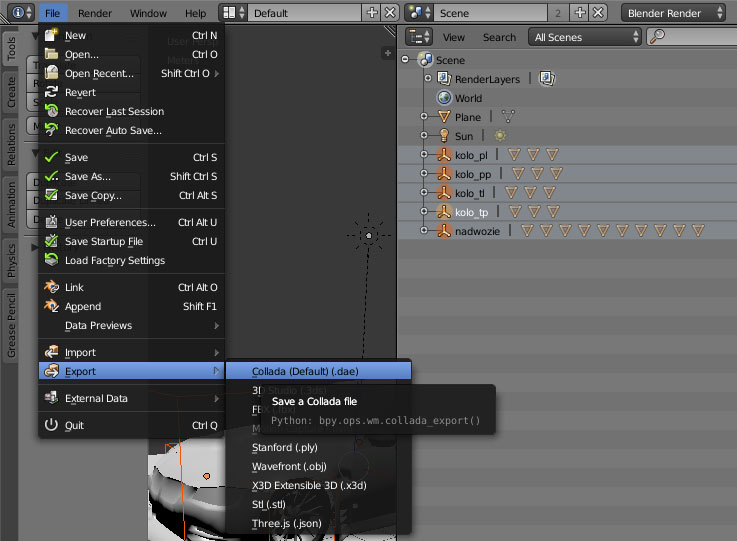 File Render Window Help Default Scene 2 Blender Render
View Search All Scenes
New Ctrl N
Open... Ctrl O
Open Recent... Shift Ctrl O
Revert
Recover Last Session
Recover Auto Save...
Save Ctrl S
Save As... Shift Ctrl S
Save Copy... Ctrl Alt S
User Preferences... Ctrl Alt U
Save Startup File Ctrl U
Load Factory Settings
Link Ctrl Alt O
Append Shift F1
Data Previews
Import
Export
External Data
Quit Ctrl Q
Collada (Default) (.dae)
3D Studio (.3ds)
Save a Collada file
Python: bpy.ops.wm.collada_export()
Stanford (.ply)
Wavefront (.obj)
X3D Extensible 3D (.x3d)
Stl (.stl)
Three.js (.json)
Tools
Create
Relations
Animation
Physics
Grease Pencil
Scene
RenderLayers
World
Plane
Sun
kolo_pl
kolo_pp
kolo_tl
kolo_tp
nadwozie